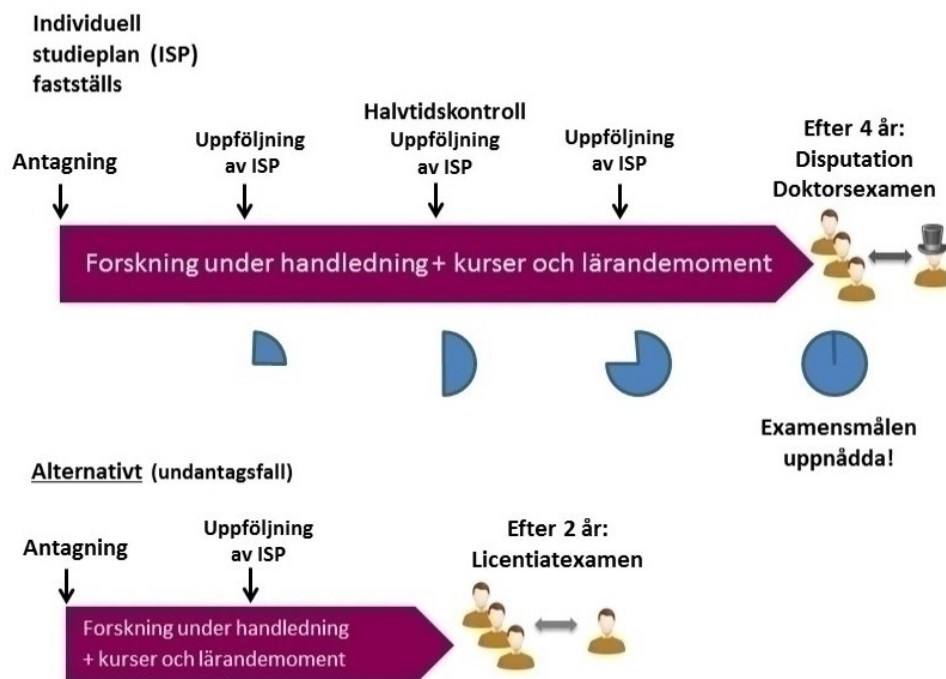 Individuell
studieplan (ISP)
fastställs
Antagning
Uppföljning
av ISP
Halvtidskontroll
Uppföljning
av ISP
Uppföljning
av ISP
Efter 4 år:
Disputation
Doktorsexamen
Forskning under handledning + kurser och lärandemoment
Examensmålen
uppnådda!
Alternativt (undantagsfall)
Antagning
Uppföljning
av ISP
Efter 2 år:
Licentiatexamen
Forskning under handledning
+ kurser och lärandemoment